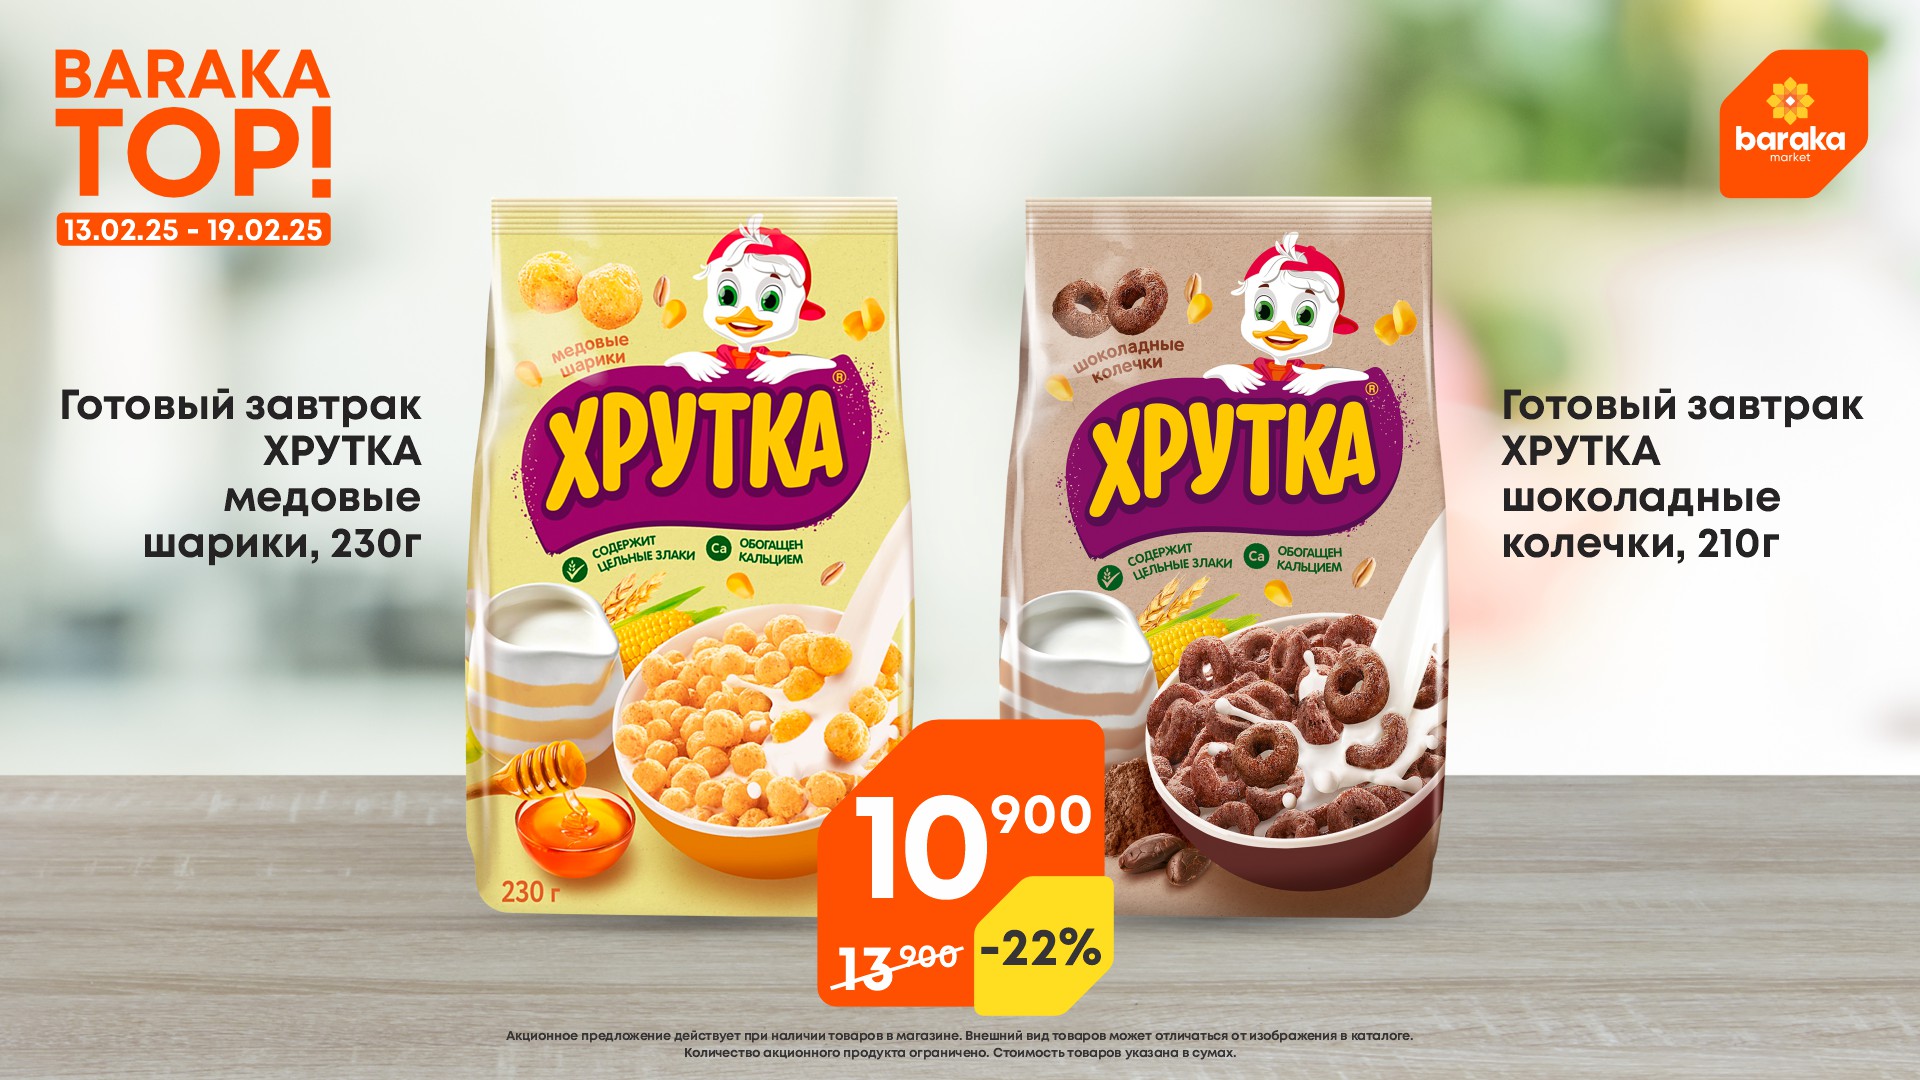 BARAKA
TOP!
13.02.25 - 19.02.25
baraka
market
Готовый завтрак
ХРУТКА
медовые
шарики, 230г
медовые
шарики
ХРУТКА®
СОДЕРЖИТ
ЦЕЛЬНЫЕ ЗЛАКИ
Ca
ОБОГАЩЕН
КАЛЬЦИЕМ
230 г
шоколадные
колечки
ХРУТКА®
СОДЕРЖИТ
ЦЕЛЬНЫЕ ЗЛАКИ
Ca
ОБОГАЩЕН
КАЛЬЦИЕМ
Готовый завтрак
ХРУТКА
шоколадные
колечки, 210г
10 900
13 900
-22%
Акционное предложение действует при наличии товаров в магазине. Внешний вид товаров может отличаться от изображения в каталоге.
Количество акционного продукта ограничено. Стоимость товаров указана в сумах.